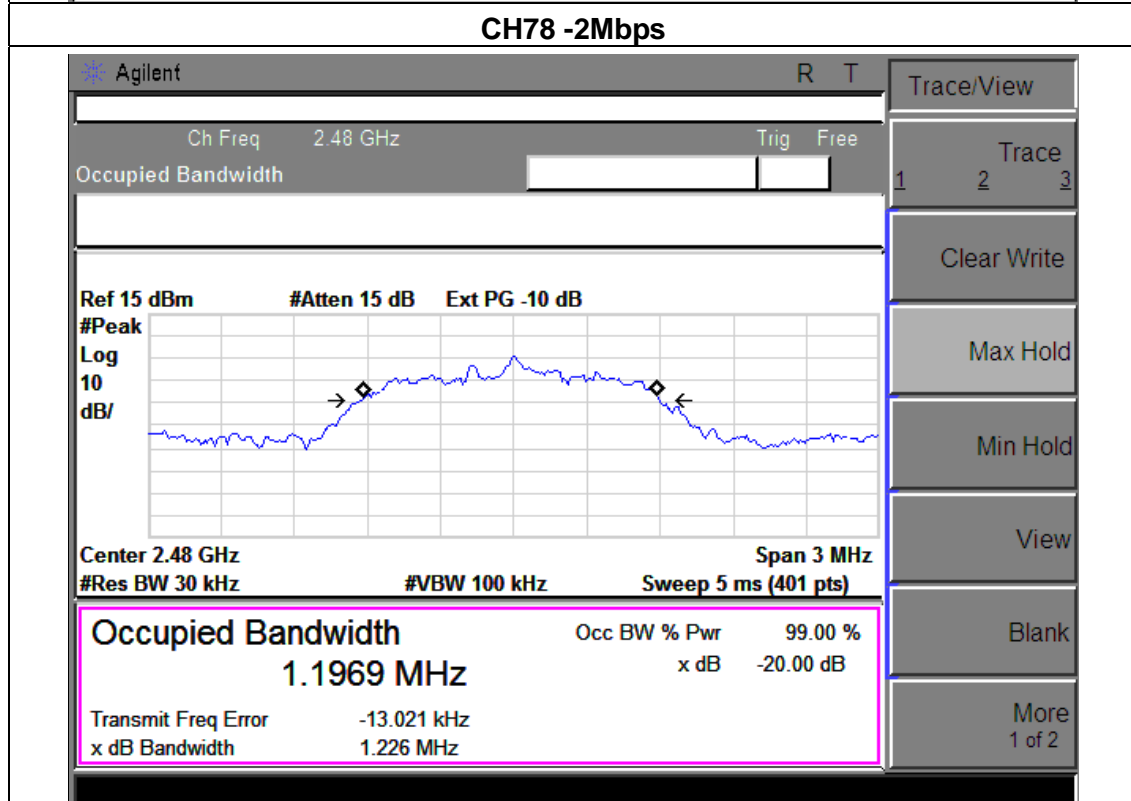 CH78 -2Mbps
Agilent R T
Ch Freq 2.48 GHz Trig Free
Occupied Bandwidth
Ref 15 dBm #Atten 15 dB Ext PG -10 dB
#Peak
Log
10
dB/
Center 2.48 GHz Span 3 MHz
#Res BW 30 kHz #VBW 100 kHz Sweep 5 ms (401 pts)
Occupied Bandwidth Occ BW % Pwr 99.00 %
1.1969 MHz x dB -20.00 dB
Transmit Freq Error -13.021 kHz
x dB Bandwidth 1.226 MHz
Trace/View
Trace
1 2 3
Clear Write
Max Hold
Min Hold
View
Blank
More
1 of 2